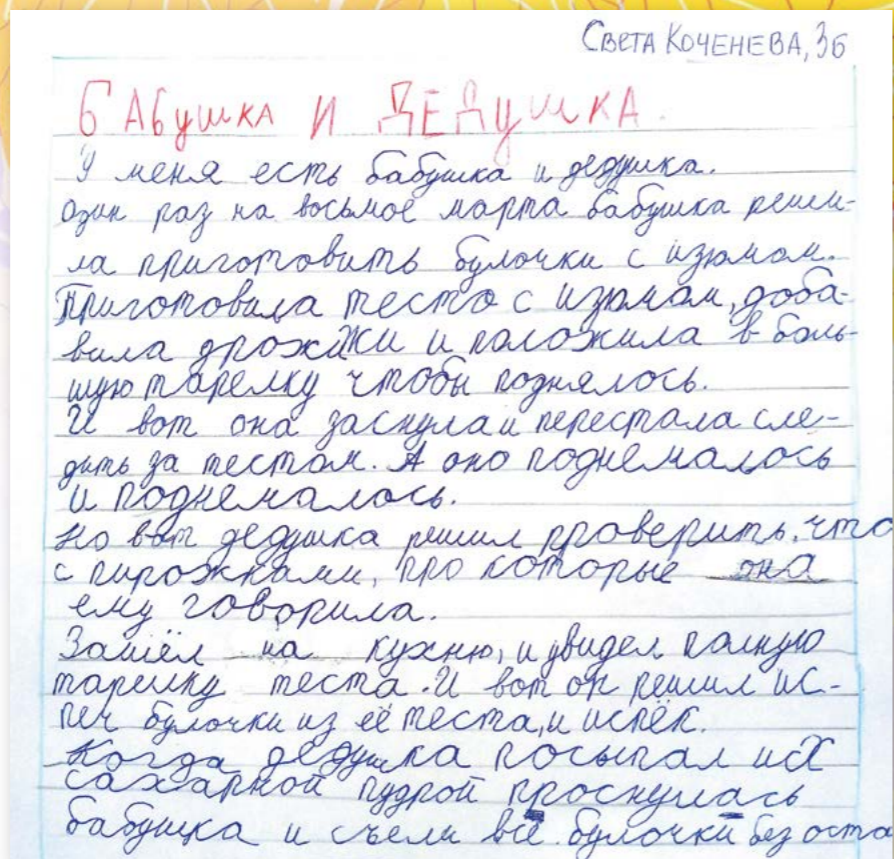 СВЕТА КОЧЕНЕВА, 3б
БАБУШКА И ДЕДУШКА.
У меня есть бабушка и дедушка.
Один раз на восьмое марта бабушка реши-
ла приготовить булочки с изюмом.
Приготовила тесто с изюмом, доба-
вила дрожжи и положила в боль-
шую тарелку чтобы поднялось.
И вот она заснула и перестала сле-
дить за тестом. А оно поднемалось
и поднемалось.
Но вот дедушка решил проверить, что
с пирожками, про которые она
ему говорила.
Зашёл на кухню, и увидел полную
тарелку теста. И вот он решил ис-
печ булочки из её теста, и испёк.
Когда дедушка посыпал их
сахарной пудрой проснулась
бабушка и съели всё булочки без оста